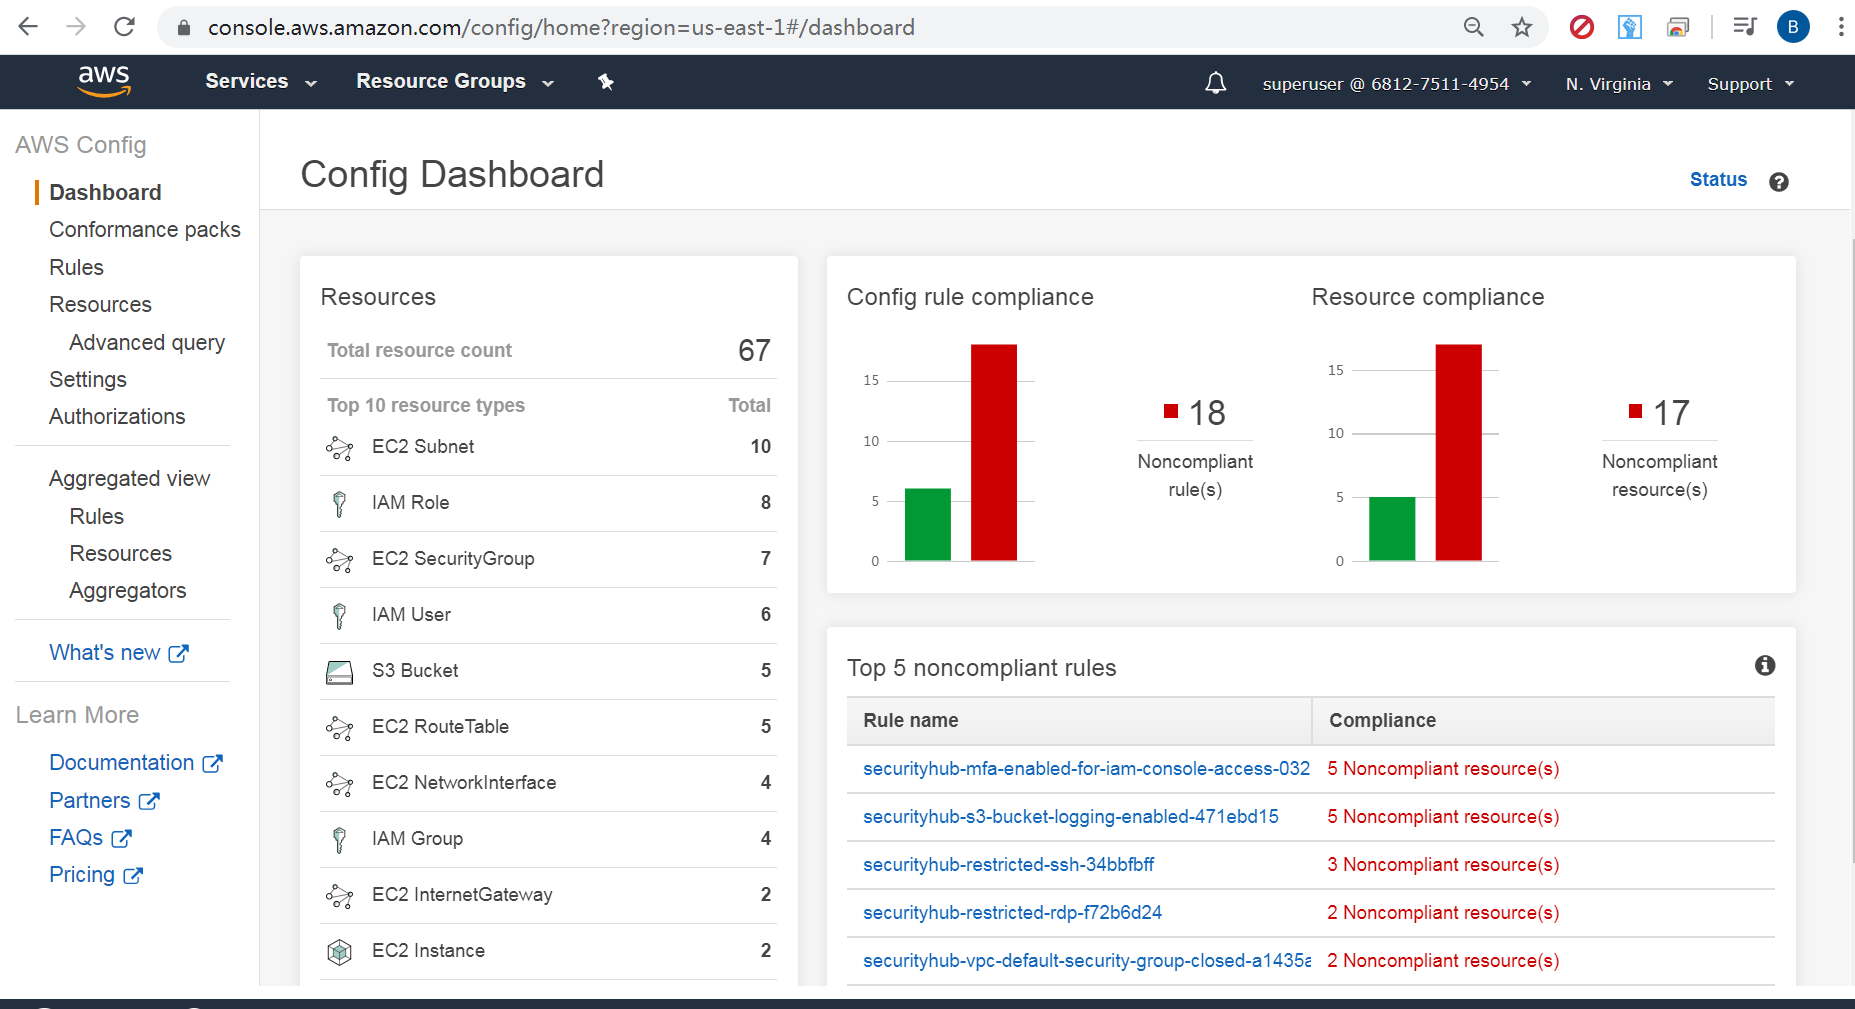 console.aws.amazon.com/config/home?region=us-east-1#/dashboard
B
aws
Services
Resource Groups
superuser @ 6812-7511-4954
N. Virginia
Support
AWS Config
Dashboard
Conformance packs
Rules
Resources
Advanced query
Settings
Authorizations
Aggregated view
Rules
Resources
Aggregators
What's new
Learn More
Documentation
Partners
FAQs
Pricing
Config Dashboard
Status
?
Resources
Total resource count 67
Top 10 resource types Total
EC2 Subnet 10
IAM Role 8
EC2 SecurityGroup 7
IAM User 6
S3 Bucket 5
EC2 RouteTable 5
EC2 NetworkInterface 4
IAM Group 4
EC2 InternetGateway 2
EC2 Instance 2
Config rule compliance
15
10
5
0
18
Noncompliant
rule(s)
Resource compliance
15
10
5
0
17
Noncompliant
resource(s)
Top 5 noncompliant rules
i
Rule name Compliance
securityhub-mfa-enabled-for-iam-console-access-032 5 Noncompliant resource(s)
securityhub-s3-bucket-logging-enabled-471ebd15 5 Noncompliant resource(s)
securityhub-restricted-ssh-34bbfbff 3 Noncompliant resource(s)
securityhub-restricted-rdp-f72b6d24 2 Noncompliant resource(s)
securityhub-vpc-default-security-group-closed-a1435a 2 Noncompliant resource(s)